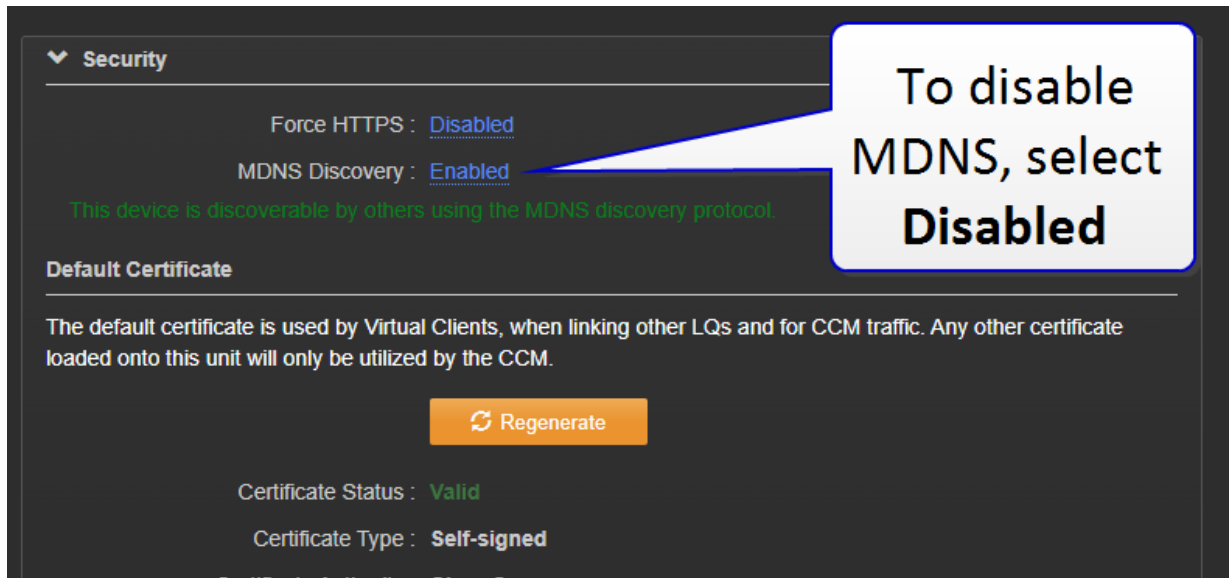 Security
To disable
MDNS, select
Disabled
Force HTTPS : Disabled
MDNS Discovery : Enabled
This device is discoverable by others using the MDNS discovery protocol.
Default Certificate
The default certificate is used by Virtual Clients, when linking other LQs and for CCM traffic. Any other certificate
loaded onto this unit will only be utilized by the CCM.
Regenerate
Certificate Status : Valid
Certificate Type : Self-signed